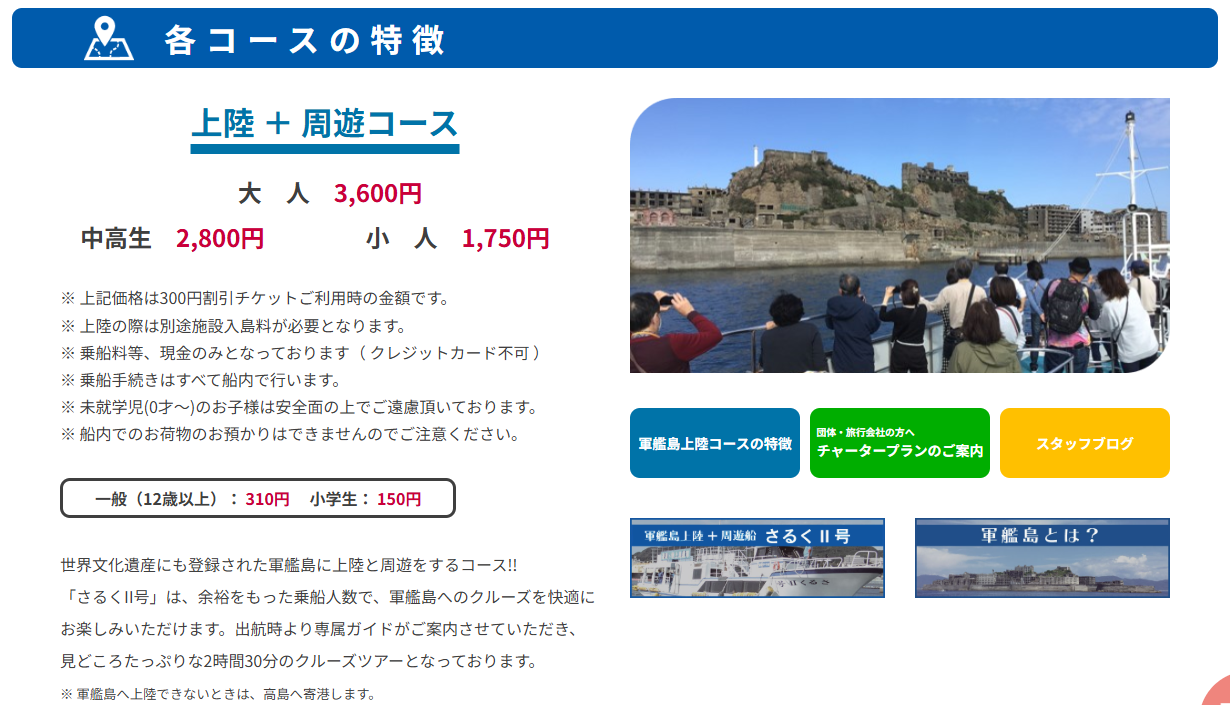 各コースの特徴
上陸 ＋ 周遊コース
大　人　3,600円
中高生　2,800円
小　人　1,750円
※ 上記価格は300円割引チケットご利用時の金額です。
※ 上陸の際は別途施設入島料が必要となります。
※ 乗船料等、現金のみとなっております（ クレジットカード不可 ）
※ 乗船手続きはすべて船内で行います。
※ 未就学児(0才〜)のお子様は安全面の上でご遠慮頂いております。
※ 船内でのお荷物のお預かりはできませんのでご注意ください。
一般（12歳以上）： 310円　小学生： 150円
世界文化遺産にも登録された軍艦島に上陸と周遊をするコース!!
「さるくII号」は、余裕をもった乗船人数で、軍艦島へのクルーズを快適に
お楽しみいただけます。出航時より専属ガイドがご案内させていただき、
見どころたっぷりな2時間30分のクルーズツアーとなっております。
※ 軍艦島へ上陸できないときは、高島へ寄港します。
軍艦島上陸コースの特徴
団体・旅行会社の方へ
チャータープランのご案内
スタッフブログ
軍艦島上陸＋周遊船 さるくⅡ号
号IIくるさ
軍艦島とは？